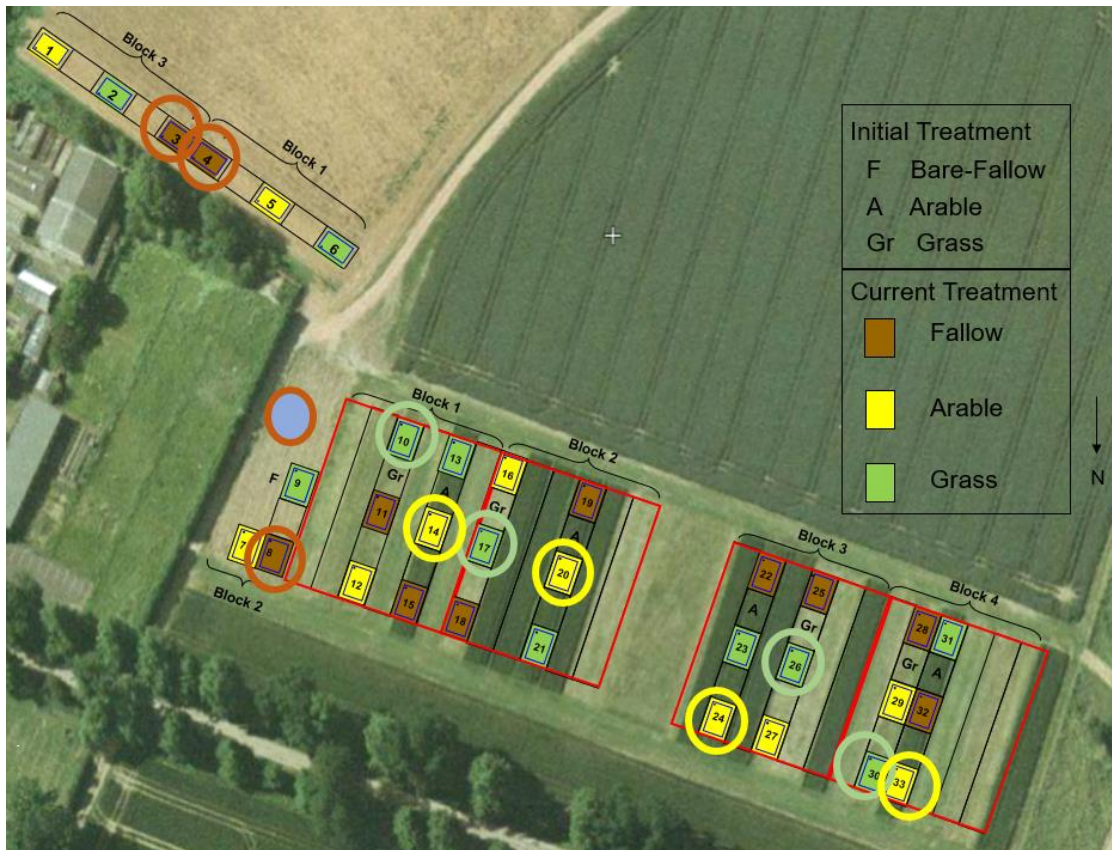 Block 3
1
2
3
4
Block 1
5
6
Initial Treatment
F Bare-Fallow
A Arable
Gr Grass
Current Treatment
Fallow
Arable
Grass
N
Block 1
Block 2
F
9
7
8
Block 2
10
Gr
11
12
13
A
14
15
16
Gr
17
18
19
A
20
21
Block 3
Block 4
22
A
23
24
25
Gr
26
27
28
Gr
29
30
31
A
32
33